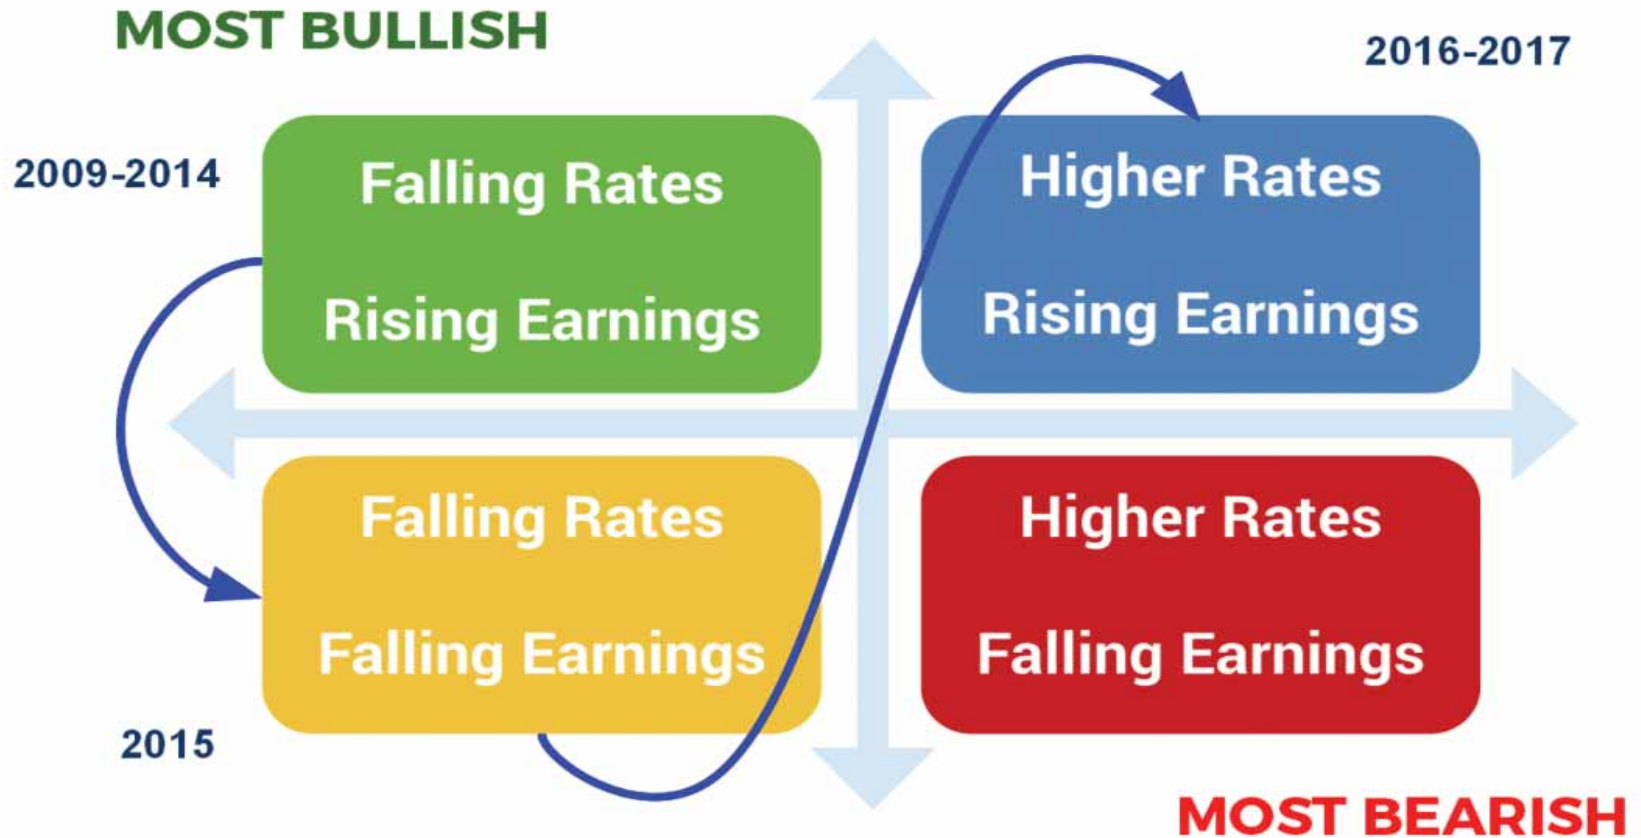 MOST BULLISH
2016-2017
2009-2014
Falling Rates
Rising Earnings
Higher Rates
Rising Earnings
Falling Rates
Falling Earnings
Higher Rates
Falling Earnings
2015
MOST BEARISH